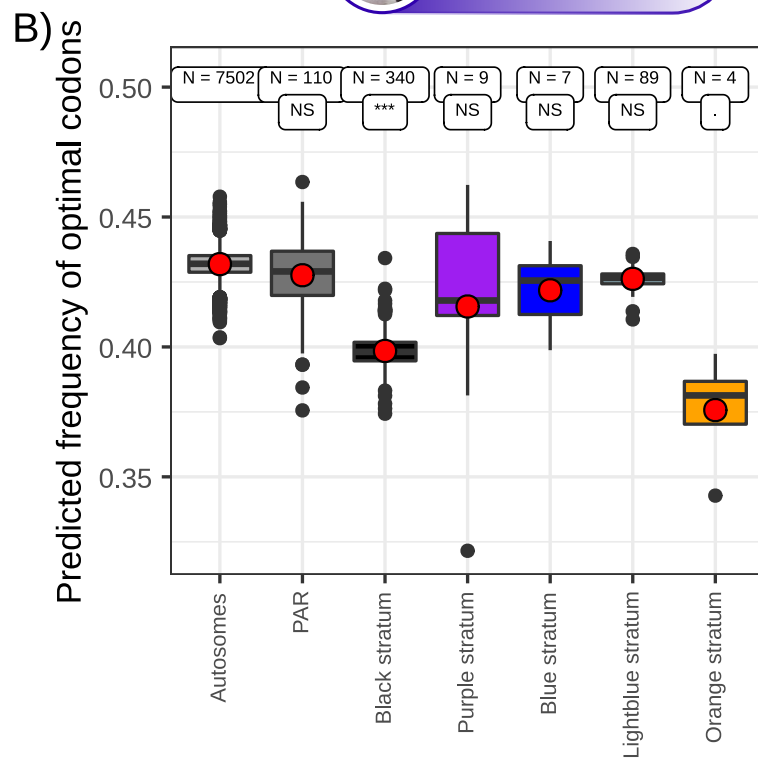 B)
Predicted frequency of optimal codons
N = 7502
N = 110
N = 340
N = 9
N = 7
N = 89
N = 4
NS
***
NS
NS
NS
.
0.50
0.45
0.40
0.35
Autosomes
PAR
Black stratum
Purple stratum
Blue stratum
Lightblue stratum
Orange stratum